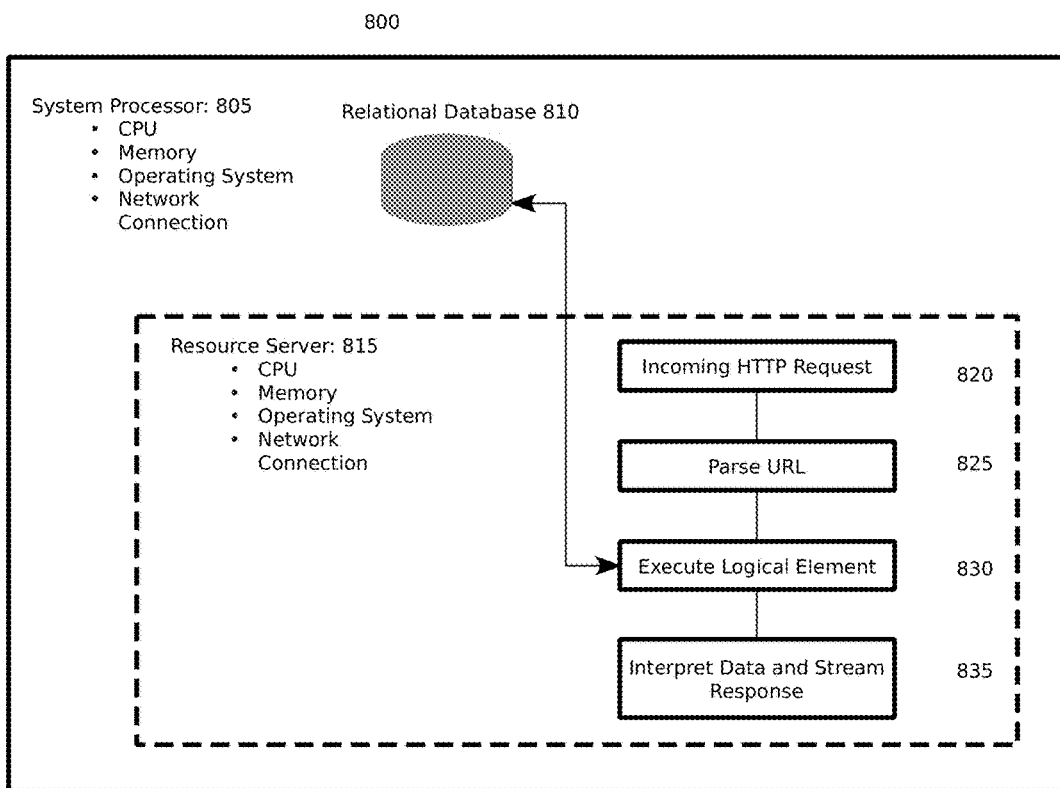 800
System Processor: 805
• CPU
• Memory
• Operating System
• Network
Connection
Relational Database 810
Resource Server: 815
• CPU
• Memory
• Operating System
• Network
Connection
Incoming HTTP Request
820
Parse URL
825
Execute Logical Element
830
Interpret Data and Stream
Response
835